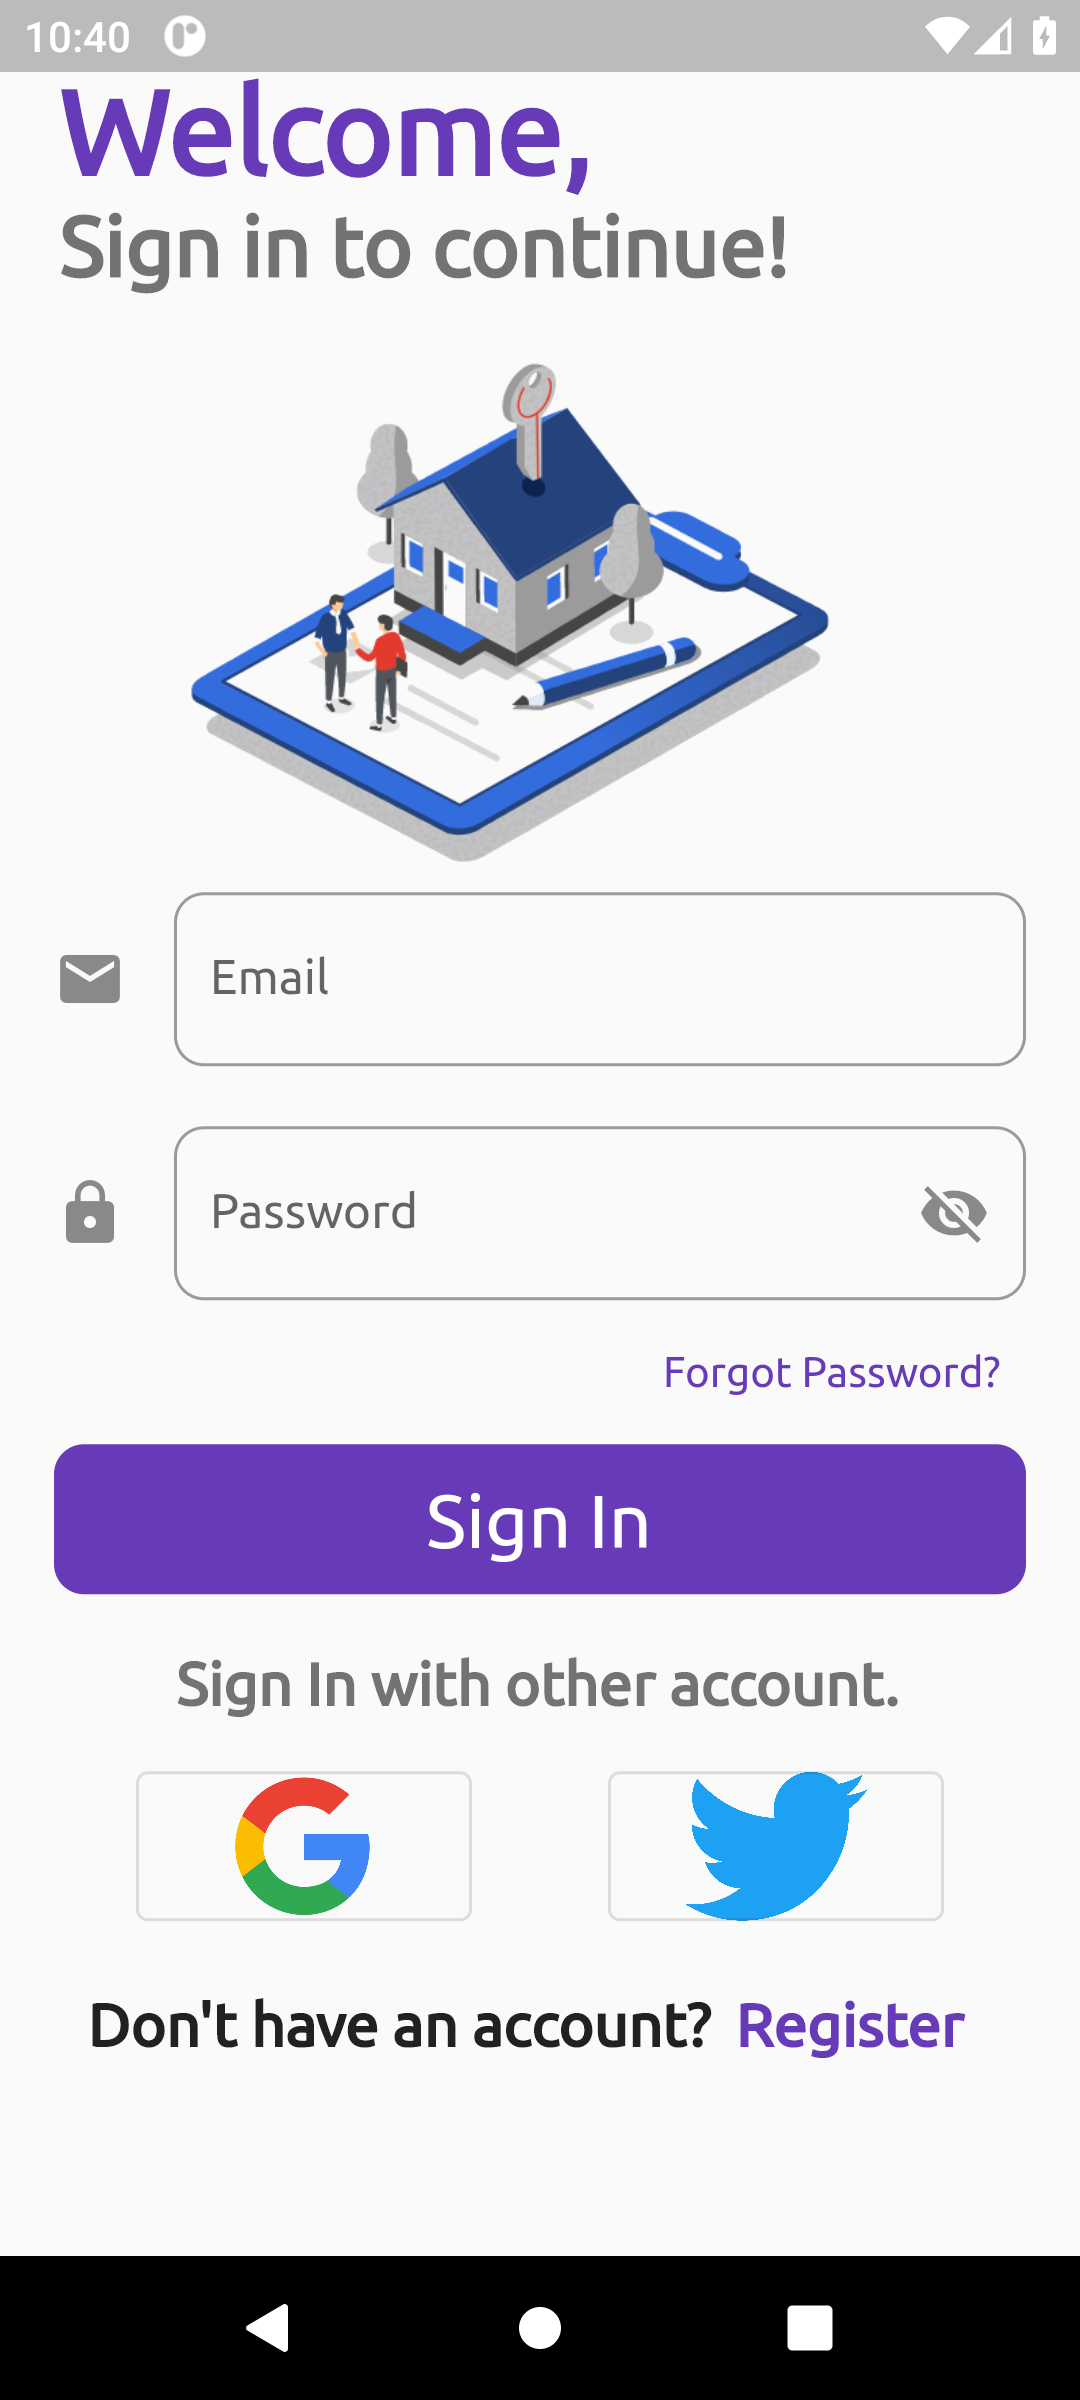 10:40
Welcome,
Sign in to continue!
Email
Password
Forgot Password?
Sign In
Sign In with other account.
Don't have an account? Register